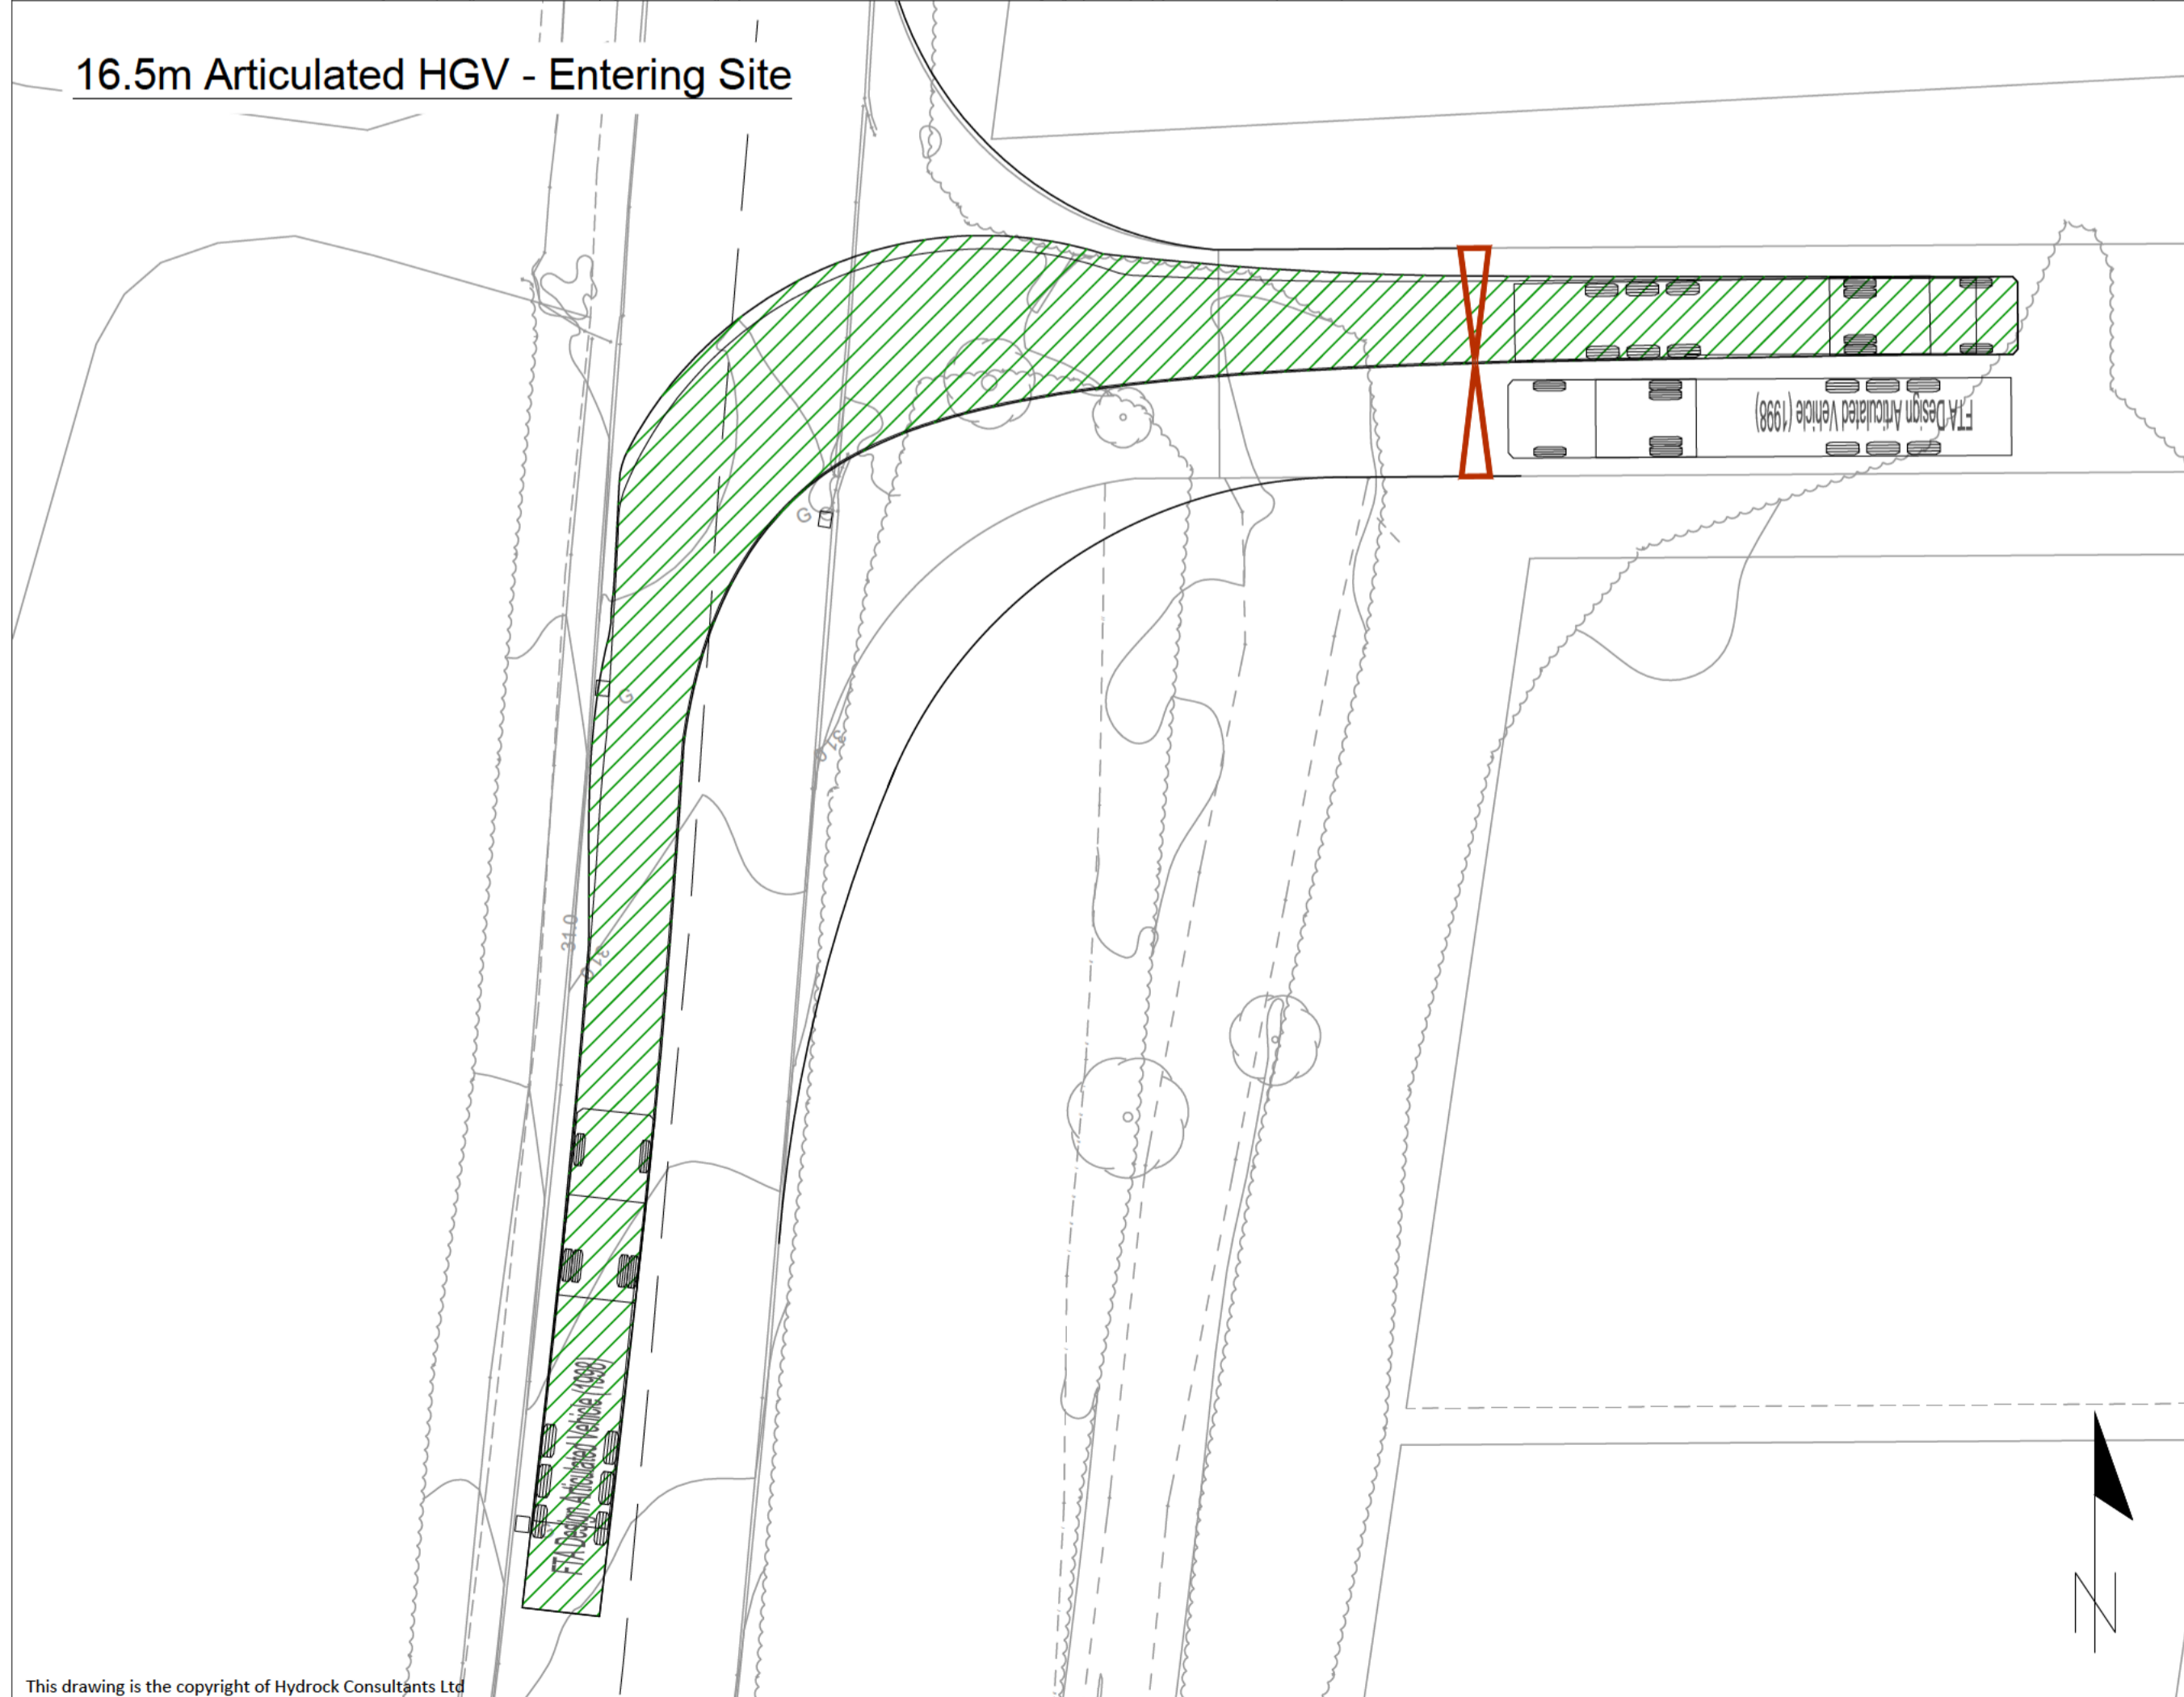 16.5m Articulated HGV - Entering Site
FTA Design Articulated Vehicle (1998)
G
G
31.0
FTA Design Articulated Vehicle (1998)
N
This drawing is the copyright of Hydrock Consultants Ltd